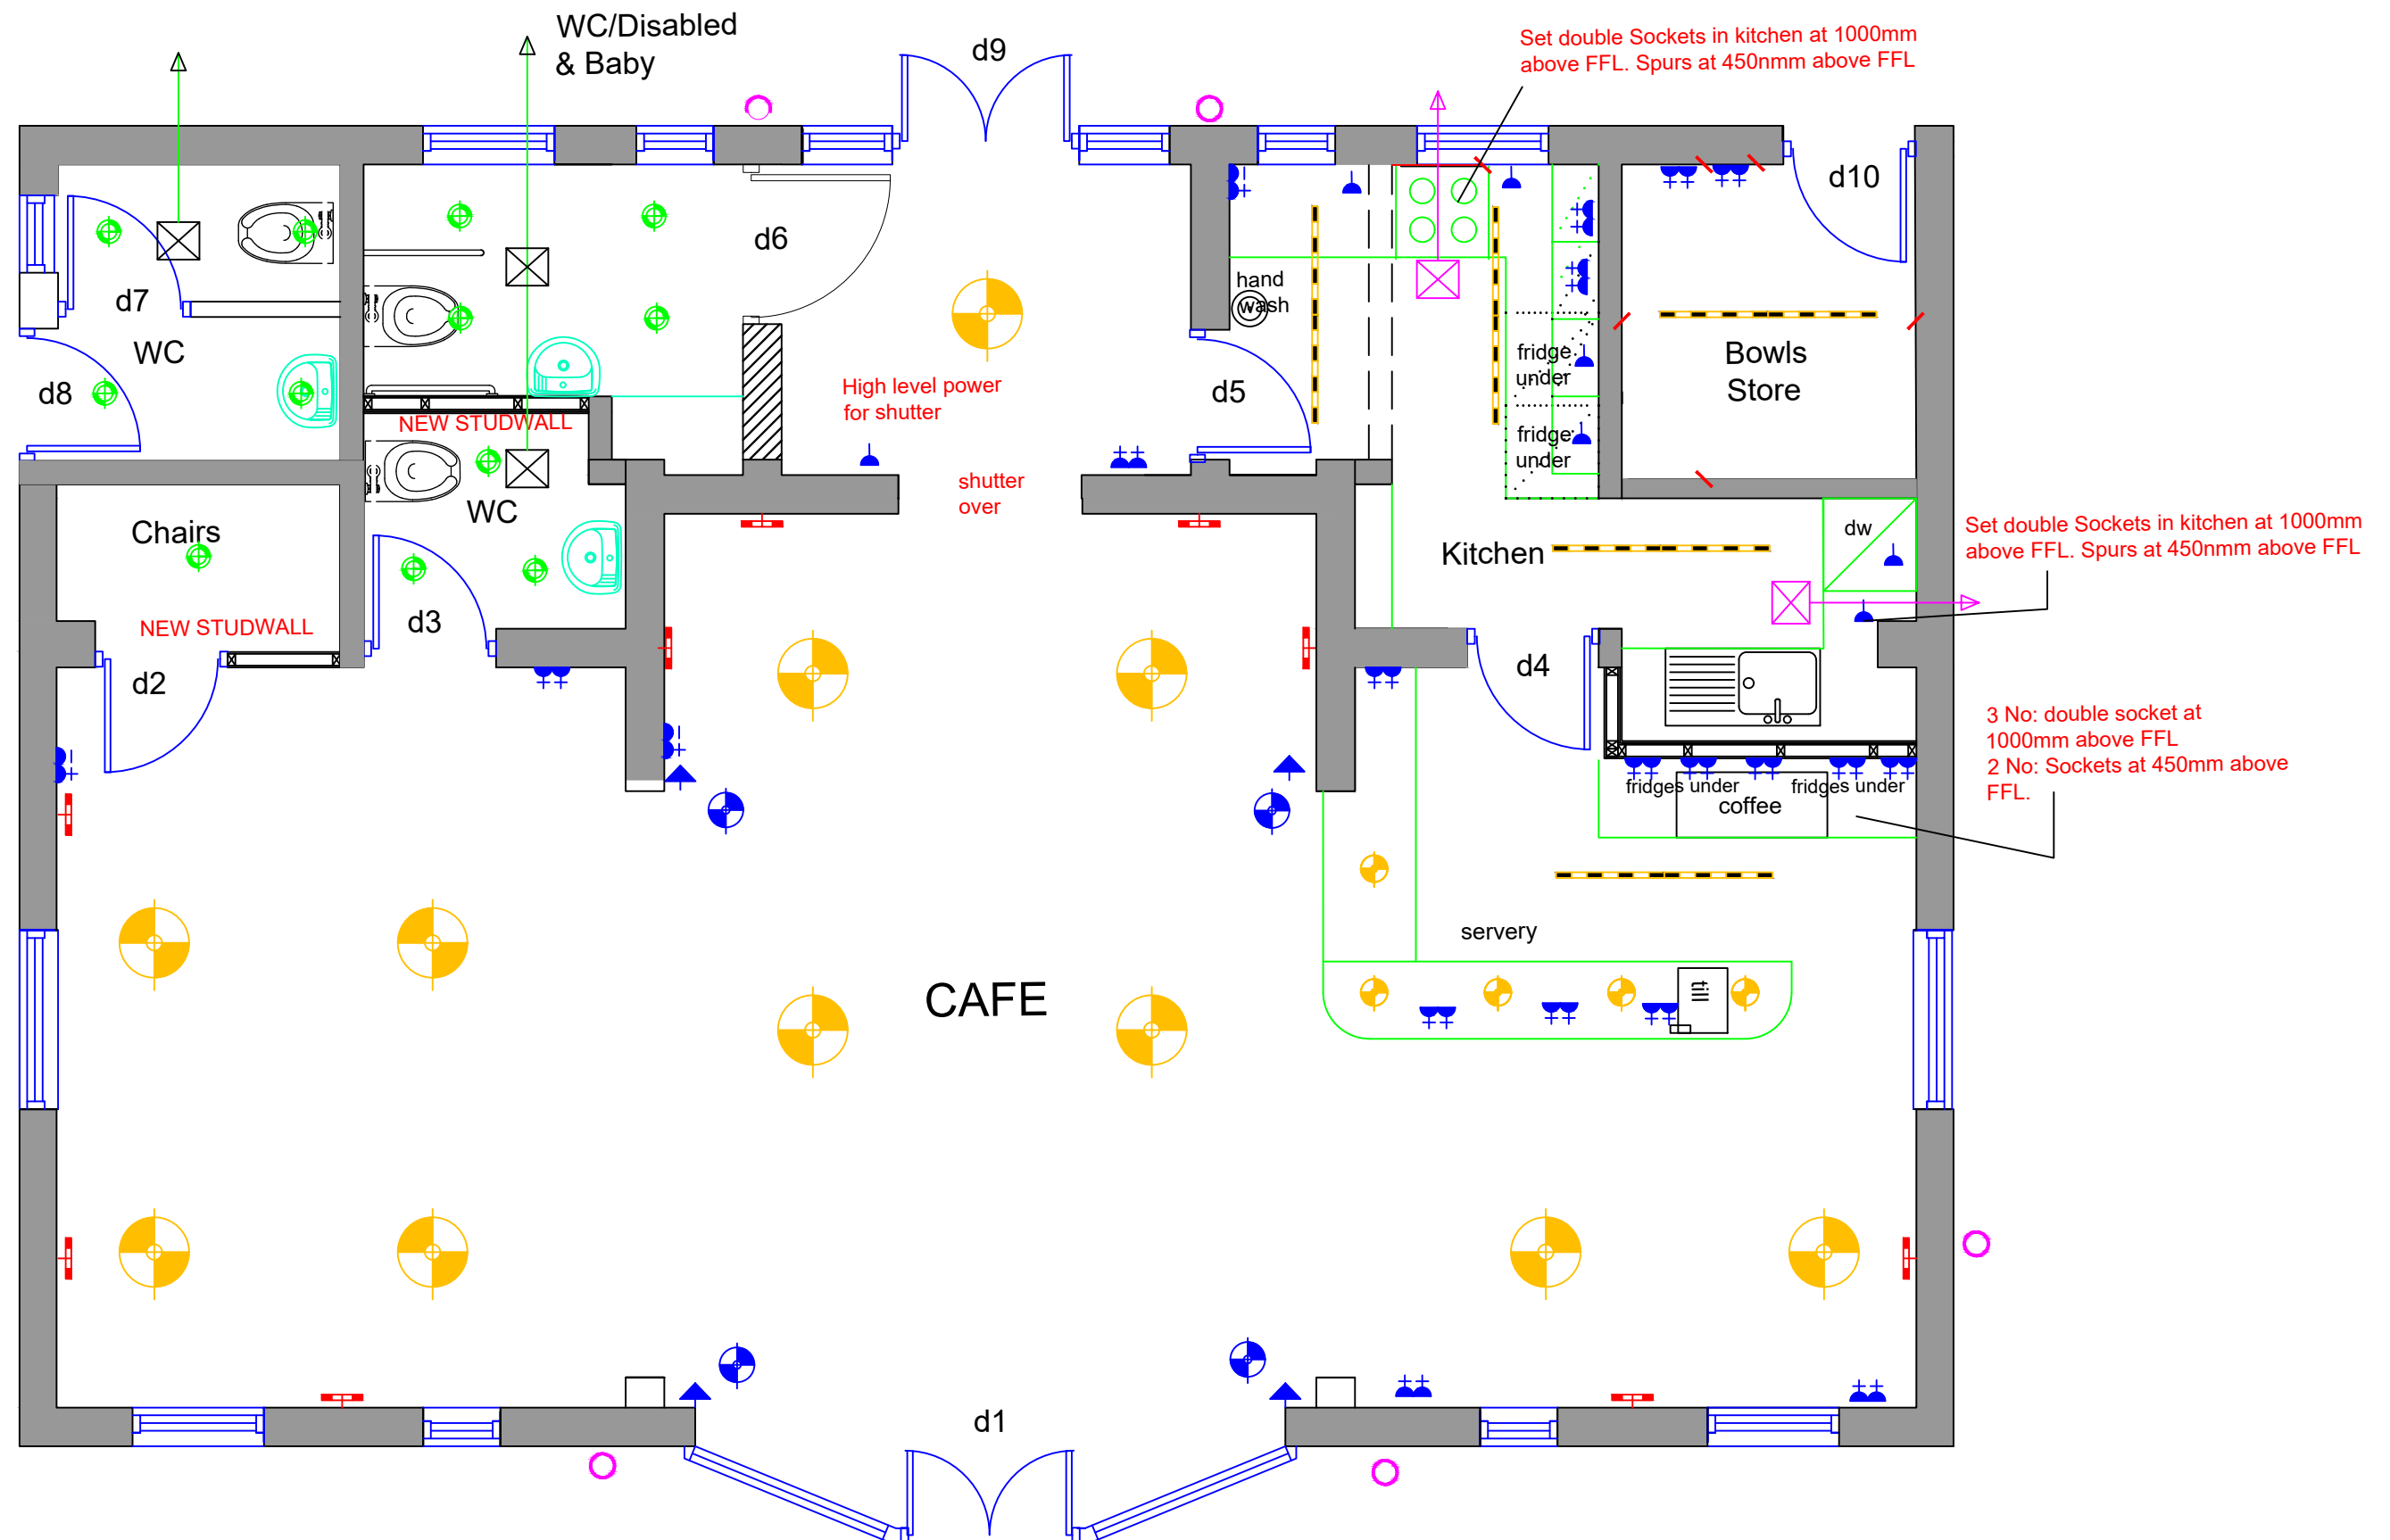 WC/Disabled
& Baby
d9
Set double Sockets in kitchen at 1000mm
above FFL. Spurs at 450nmm above FFL
d10
d6
d7
hand
wash
WC
d8
High level power
for shutter
d5
fridge
under
Bowls
Store
NEW STUDWALL
fridge
under
shutter
over
WC
Chairs
Kitchen
dw
Set double Sockets in kitchen at 1000mm
above FFL. Spurs at 450nmm above FFL
NEW STUDWALL
d3
d2
d4
3 No: double socket at
1000mm above FFL
2 No: Sockets at 450mm above
FFL.
fridges under
fridges under
coffee
servery
till
CAFE
d1